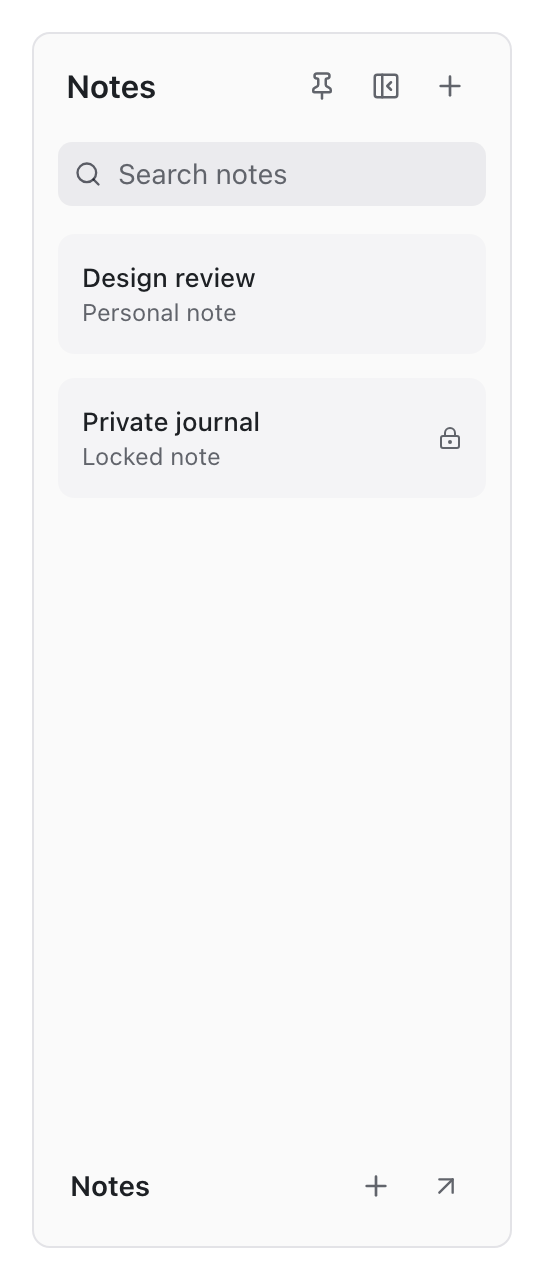 Notes
Search notes
Design review
Personal note
Private journal
Locked note
Notes